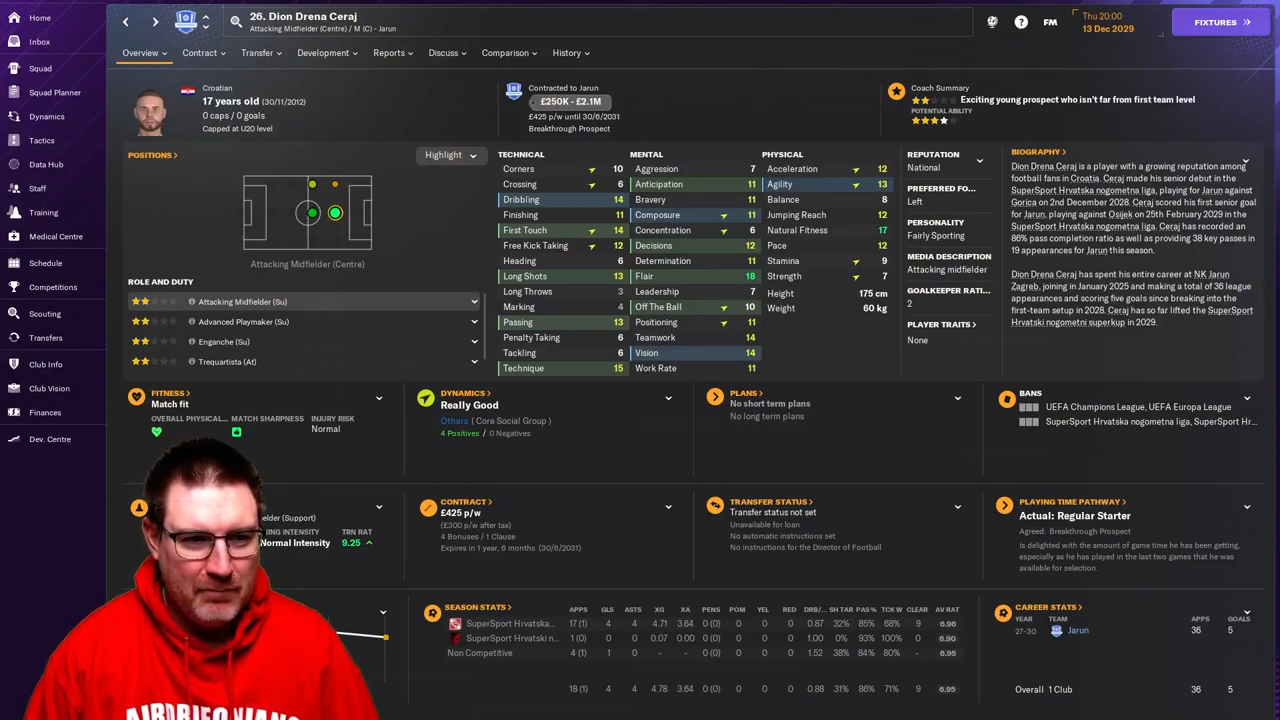 Home
Inbox
Squad
Squad Planner
Dynamics
Tactics
Data Hub
Staff
Training
Medical Centre
Schedule
Competitions
Scouting
Transfers
Club Info
Club Vision
Finances
Dev. Centre
26. Dion Drena Ceraj
Attacking Midfielder (Centre) / M (C) - Jarun
FM
Thu 20:00
13 Dec 2029
FIXTURES
Overview
Contract
Transfer
Development
Reports
Discuss
Comparison
History
Croatian
17 years old (30/11/2012)
0 caps / 0 goals
Capped at U20 level
Contracted to Jarun
£250K - £2.1M
£425 p/w until 30/6/2031
Breakthrough Prospect
Coach Summary
Exciting young prospect who isn't far from first team level
POTENTIAL ABILITY
POSITIONS
Highlight
Attacking Midfielder (Centre)
ROLE AND DUTY
Attacking Midfielder (Su)
Advanced Playmaker (Su)
Enganche (Su)
Trequartista (At)
TECHNICAL
Corners 10
Crossing 6
Dribbling 14
Finishing 11
First Touch 14
Free Kick Taking 12
Heading 6
Long Shots 13
Long Throws 3
Marking 4
Passing 13
Penalty Taking 6
Tackling 6
Technique 15
MENTAL
Aggression 7
Anticipation 11
Bravery 11
Composure 11
Concentration 6
Decisions 12
Determination 11
Flair 18
Leadership 7
Off The Ball 10
Positioning 11
Teamwork 14
Vision 14
Work Rate 11
PHYSICAL
Acceleration 12
Agility 13
Balance 8
Jumping Reach 12
Natural Fitness 17
Pace 12
Stamina 9
Strength 7
Height 175 cm
Weight 60 kg
REPUTATION
National
PREFERRED FO...
Left
PERSONALITY
Fairly Sporting
MEDIA DESCRIPTION
Attacking midfielder
GOALKEEPER RATI...
2
PLAYER TRAITS
None
BIOGRAPHY
Dion Drena Ceraj is a player with a growing reputation among
football fans in Croatia. Ceraj made his senior debut in the
SuperSport Hrvatska nogometna liga, playing for Jarun against
Gorica on 2nd December 2028. Ceraj scored his first senior goal
for Jarun, playing against Osijek on 25th February 2029 in the
SuperSport Hrvatska nogometna liga. Ceraj has recorded an
86% pass completion ratio as well as providing 38 key passes in
19 appearances for Jarun this season.
Dion Drena Ceraj has spent his entire career at NK Jarun
Zagreb, joining in January 2025 and making a total of 36 league
appearances and scoring five goals since breaking into the
first-team setup in 2028. Ceraj has so far lifted the SuperSport
Hrvatski nogometni superkup in 2029.
FITNESS
Match fit
OVERALL PHYSICAL...
MATCH SHARPNESS
INJURY RISK
Normal
DYNAMICS
Really Good
Others ( Core Social Group )
4 Positives / 0 Negatives
PLANS
No short term plans
No long term plans
BANS
UEFA Champions League, UEFA Europa League
SuperSport Hrvatska nogometna liga, SuperSport Hr...
elder (Support)
ING INTENSITY
Normal Intensity
TRN RAT
9.25
CONTRACT
£425 p/w
(£300 p/w after tax)
4 Bonuses / 1 Clause
Expires in 1 year, 6 months (30/6/2031)
TRANSFER STATUS
Transfer status not set
Unavailable for loan
No automatic instructions set
No instructions for the Director of Football
PLAYING TIME PATHWAY
Actual: Regular Starter
Agreed: Breakthrough Prospect
Is delighted with the amount of game time he has been getting,
especially as he has played in the last two games that he was
available for selection.
SEASON STATS APPS GLS ASTS XG XA PENS POM YEL RED DRB/... SH TAR PAS % TCK W CLEAR AV RAT
SuperSport Hrvatska... 17 (1) 4 4 4.71 3.64 0 (0) 0 0 0 0.87 32% 85% 68% 9 6.96
SuperSport Hrvatski n... 1 (0) 0 0 0.07 0.00 0 (0) 0 0 0 1.00 0% 93% 100% 0 6.90
Non Competitive 4 (1) 1 0 - - 0 (0) 0 0 0 1.52 38% 84% 80% - 6.95
18 (1) 4 4 4.78 3.64 0 (0) 0 0 0 0.88 31% 86% 71% 9 6.95
CAREER STATS
YEAR TEAM APPS GOALS
27-30 Jarun 36 5
Overall 1 Club 36 5
AIRDRIEONIANS